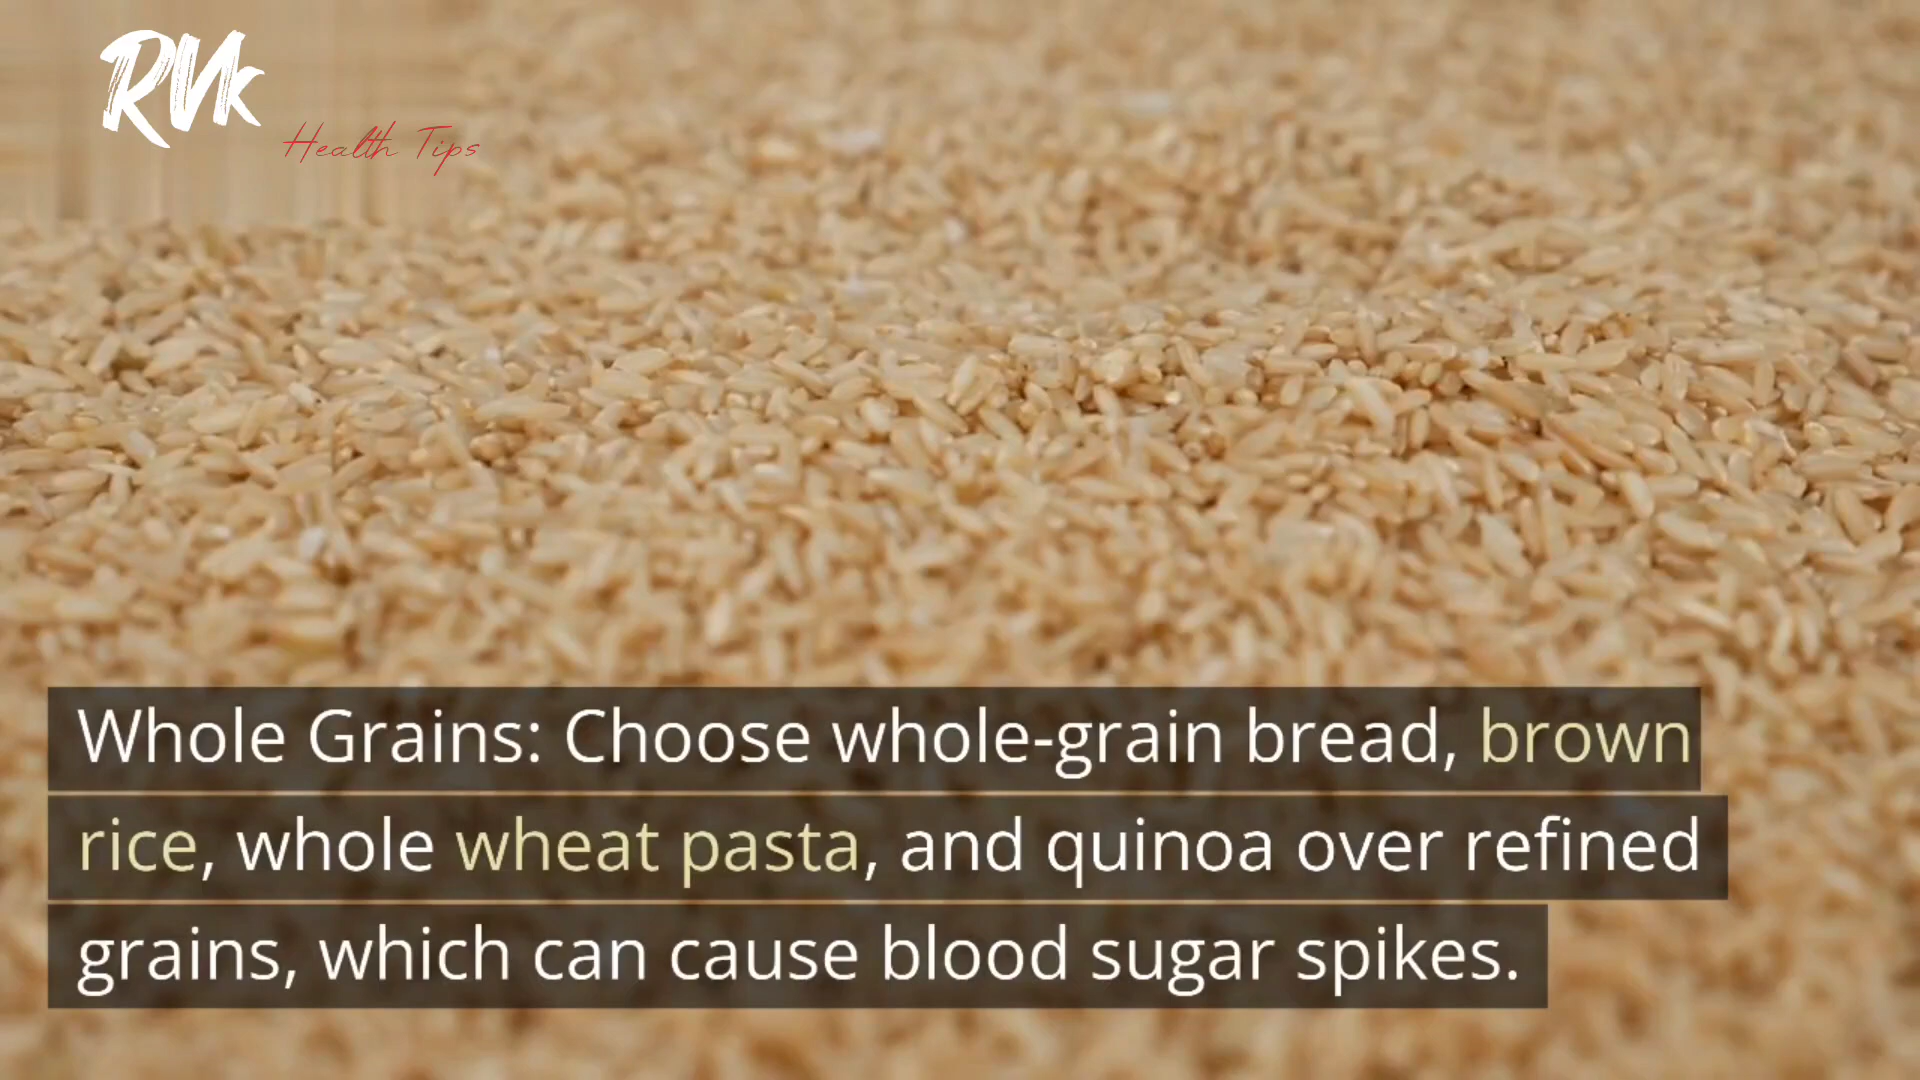 RVk
Health Tips
Whole Grains: Choose whole-grain bread, brown
rice, whole wheat pasta, and quinoa over refined
grains, which can cause blood sugar spikes.